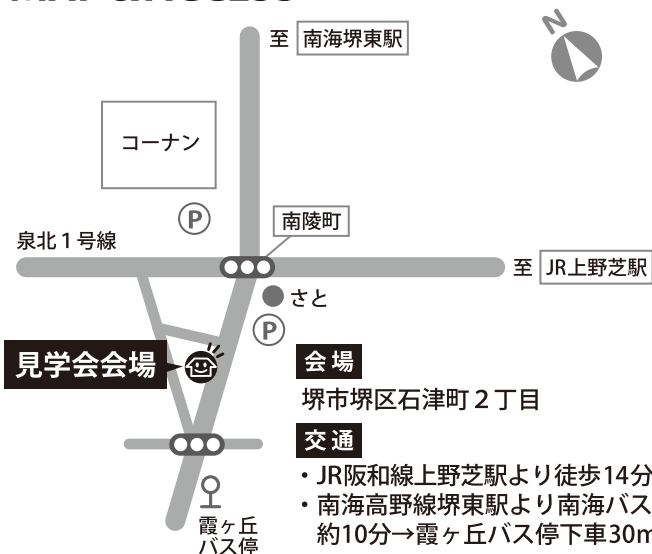 至 南海堺東駅
N
コーナン
P
南陵町
泉北1号線
至 JR上野芝駅
さと
P
見学会会場
会場
堺市堺区石津町2丁目
交通
・JR阪和線上野芝駅より徒歩14分
・南海高野線堺東駅より南海バス
約10分→霞ヶ丘バス停下車30m
霞ヶ丘
バス停